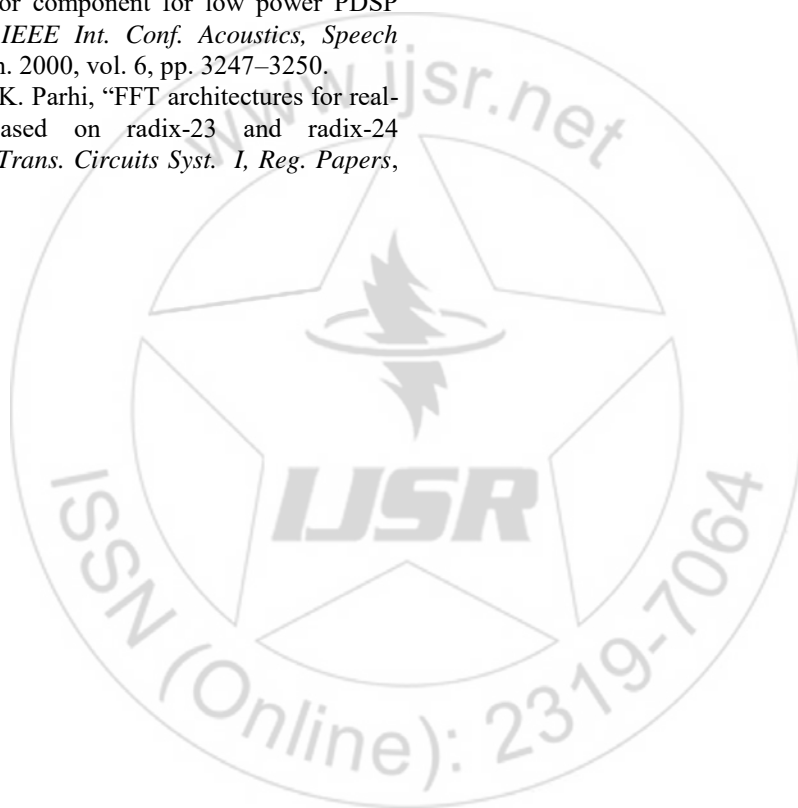 or component for low power PDSP
IEEE Int. Conf. Acoustics, Speech
n. 2000, vol. 6, pp. 3247–3250.
K. Parhi, “FFT architectures for real-
ased on radix-23 and radix-24
Trans. Circuits Syst. I, Reg. Papers,
www.ijsr.net
IJSR
ISSN (Online): 2319-7064